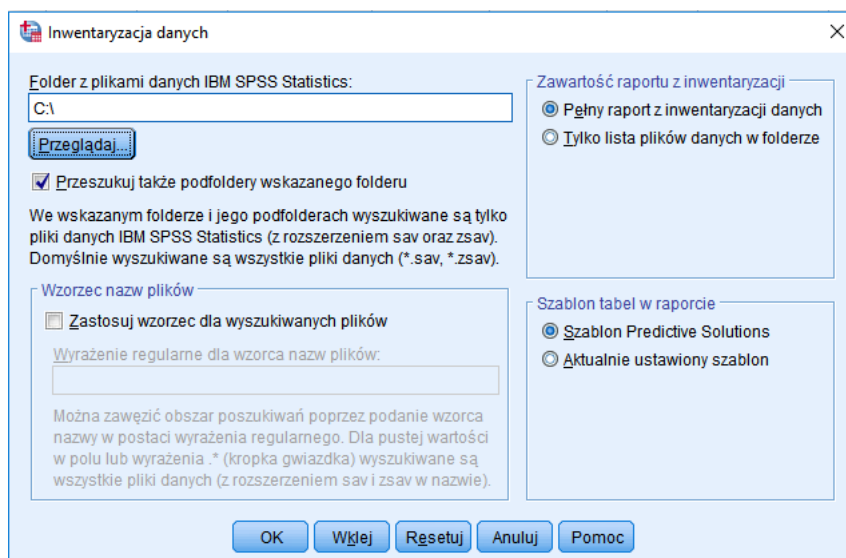 Inwentaryzacja danych
Folder z plikami danych IBM SPSS Statistics:
C:\
Przeglądaj...
Przeszukuj także podfoldery wskazanego folderu
We wskazanym folderze i jego podfolderach wyszukiwane są tylko
pliki danych IBM SPSS Statistics (z rozszerzeniem sav oraz zsav).
Domyślnie wyszukiwane są wszystkie pliki danych (*.sav, *.zsav).
Wzorzec nazw plików
Zastosuj wzorzec dla wyszukiwanych plików
Wyrażenie regularne dla wzorca nazw plików:
Można zawęzić obszar poszukiwań poprzez podanie wzorca
nazwy w postaci wyrażenia regularnego. Dla pustej wartości
w polu lub wyrażenia .* (kropka gwiazdka) wyszukiwane są
wszystkie pliki danych (z rozszerzeniem sav i zsav w nazwie).
Zawartość raportu z inwentaryzacji
Pełny raport z inwentaryzacji danych
Tylko lista plików danych w folderze
Szablon tabel w raporcie
Szablon Predictive Solutions
Aktualnie ustawiony szablon
OK Wklej Resetuj Anuluj Pomoc